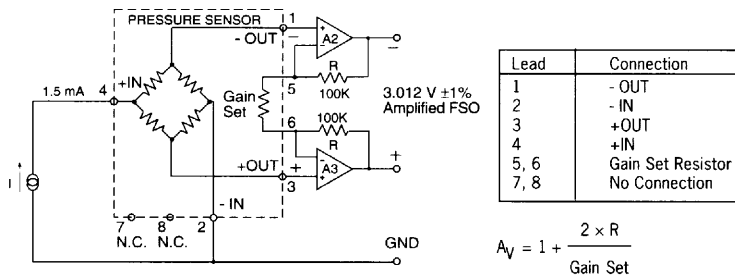 PRESSURE SENSOR
1
- OUT
−
+
A2
−
−
R
100K
+IN
1.5 mA
4
Gain
Set
5
3.012 V ±1%
Amplified FSO
6
100K
R
I
+OUT
+
3
−
A3
+
+
- IN
7
8
2
N.C.
N.C.
GND
Lead Connection
1 - OUT
2 - IN
3 +OUT
4 +IN
5, 6 Gain Set Resistor
7, 8 No Connection
AV = 1 + 2 × R / Gain Set